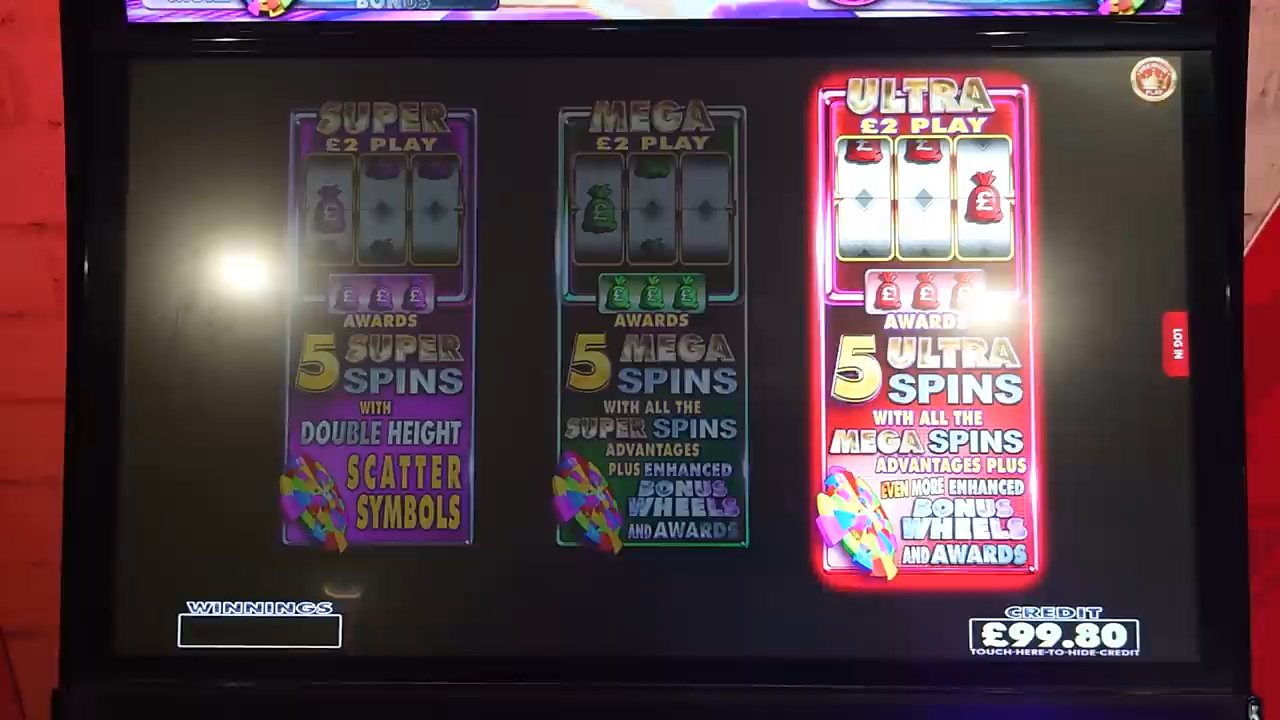 BONUS
SUPER
£2 PLAY
£ £ £
AWARDS
5 SUPER
SPINS
WITH
DOUBLE HEIGHT
SCATTER
SYMBOLS
MEGA
£2 PLAY
£
£ £ £
AWARDS
5 MEGA
SPINS
WITH ALL THE
SUPER SPINS
ADVANTAGES
PLUS ENHANCED
BONUS
WHEELS
AND AWARDS
ULTRA
£2 PLAY
£ £ £
£ £
AWARDS
5 ULTRA
SPINS
WITH ALL THE
MEGA SPINS
ADVANTAGES PLUS
EVEN MORE ENHANCED
BONUS
WHEELS
AND AWARDS
LOG IN
WINNINGS
CREDIT
£99.80
TOUCH-HERE-TO-HIDE-CREDIT